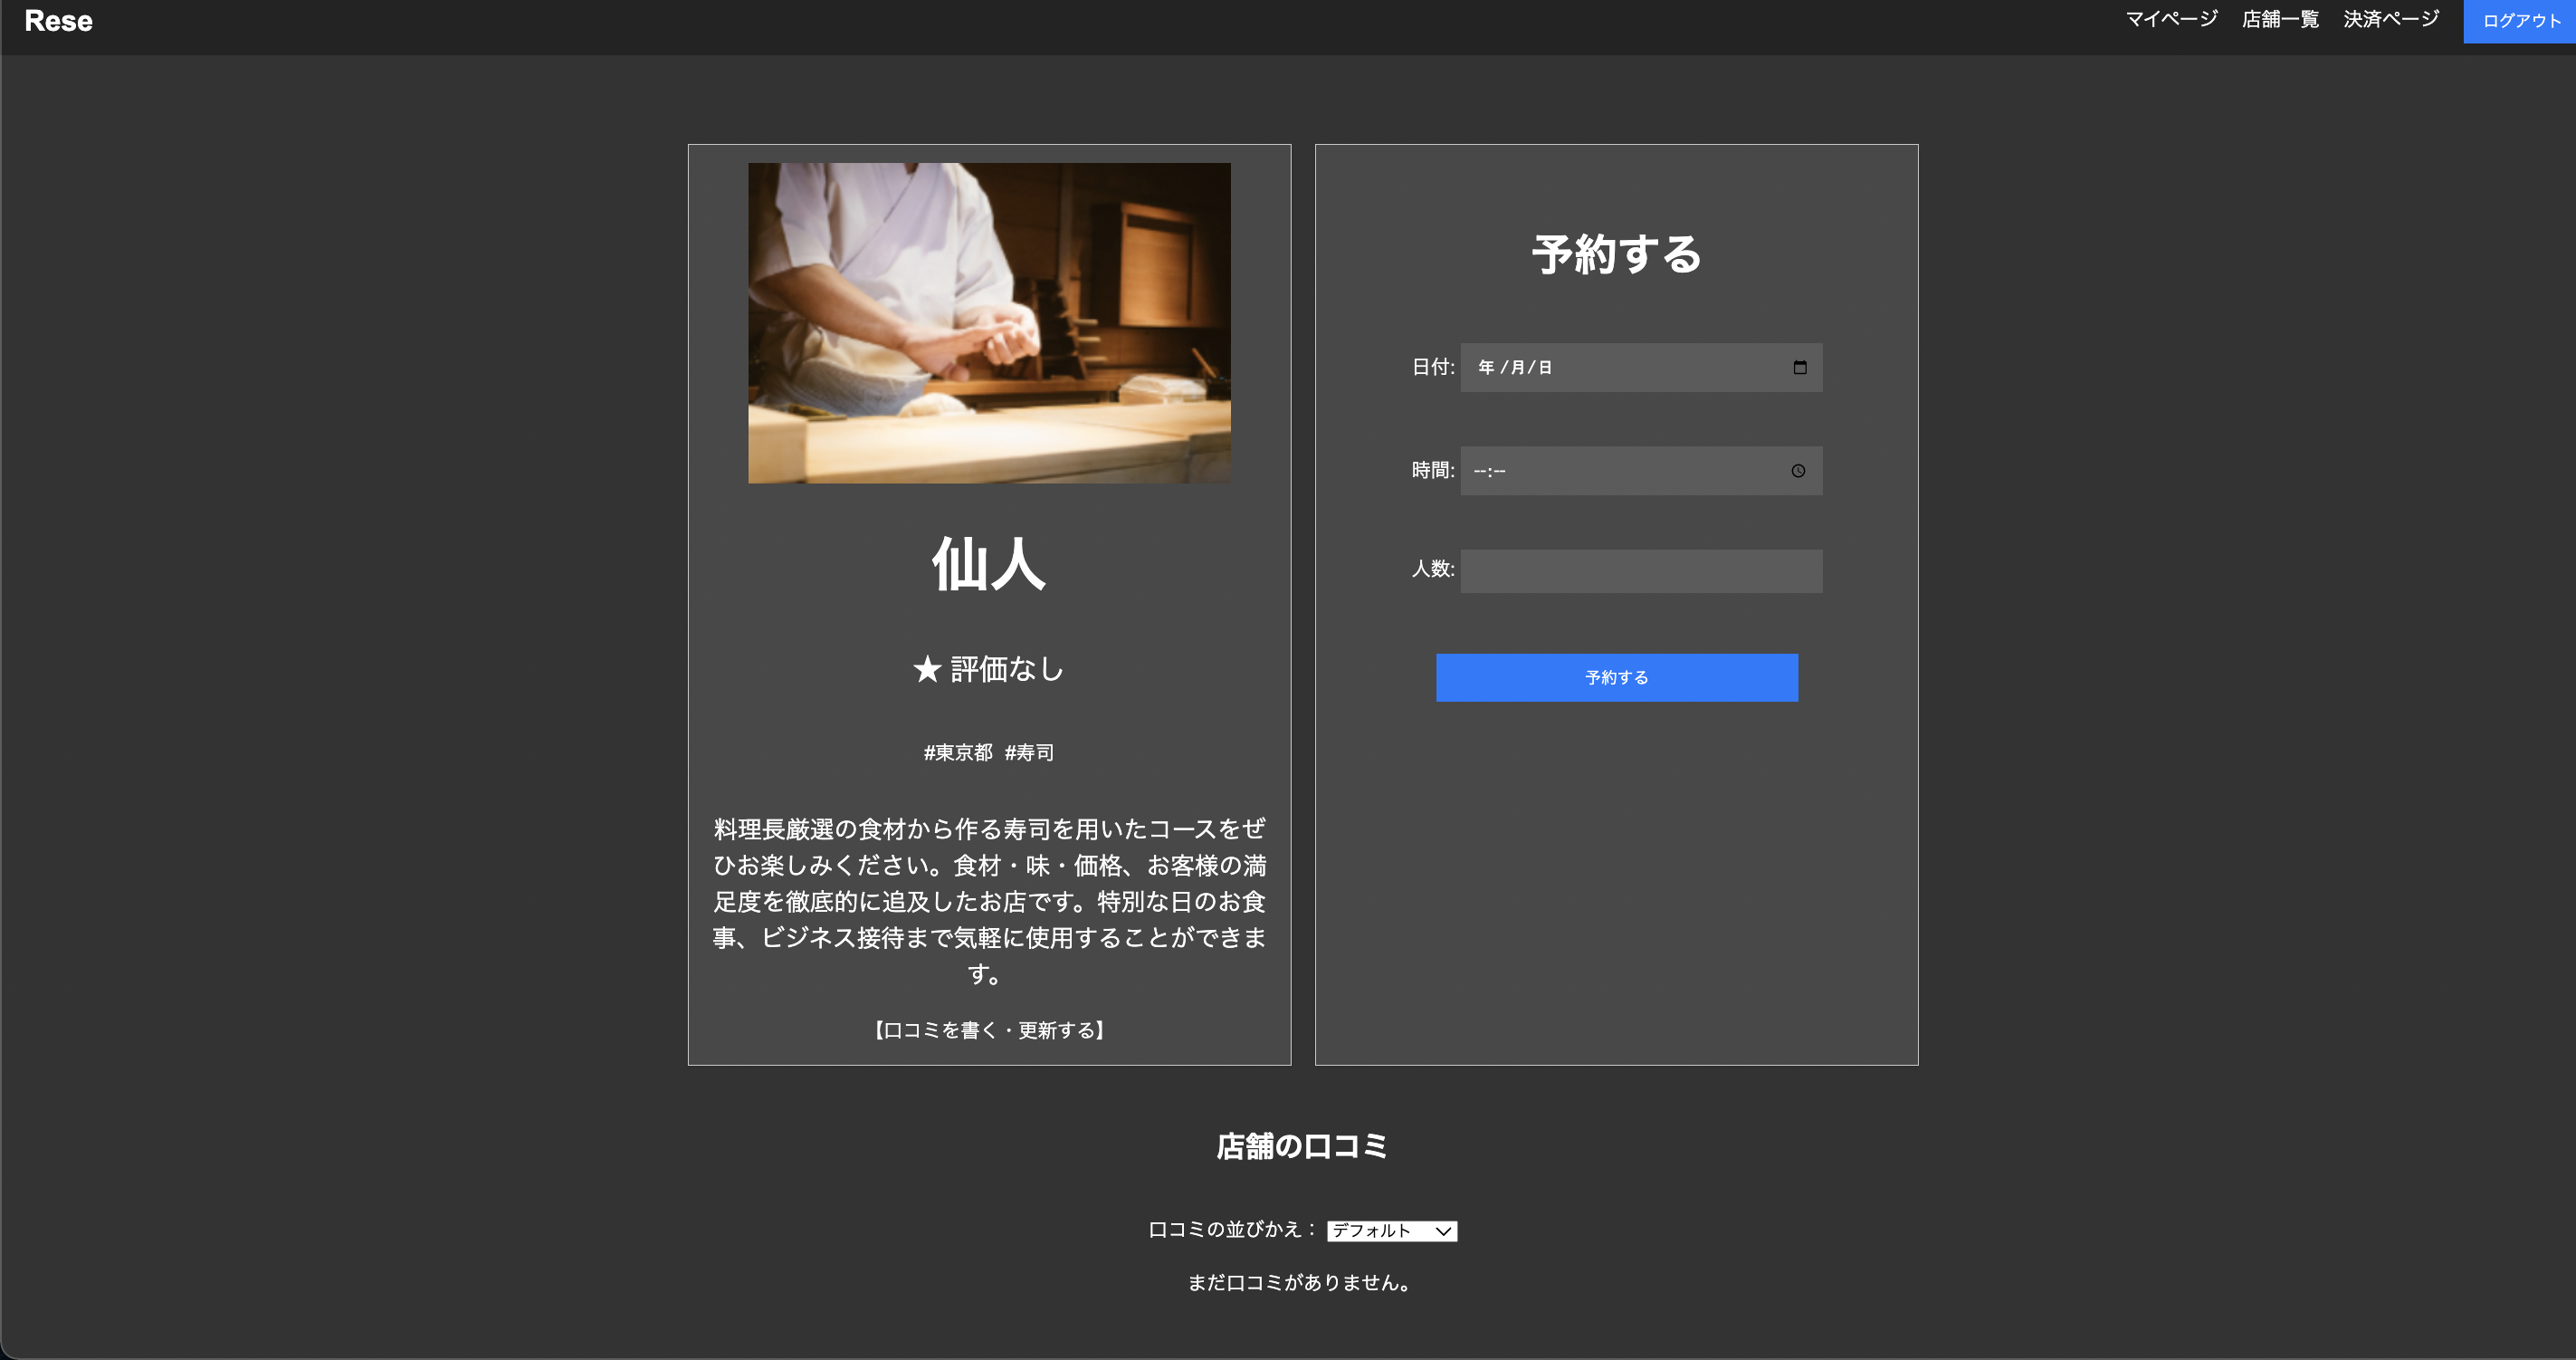 Rese
マイページ 店舗一覧 決済ページ ログアウト
仙人
★ 評価なし
#東京都 #寿司
料理長厳選の食材から作る寿司を用いたコースをぜ
ひお楽しみください。食材・味・価格、お客様の満
足度を徹底的に追及したお店です。特別な日のお食
事、ビジネス接待まで気軽に使用することができま
す。
【口コミを書く・更新する】
予約する
日付: 年 /月/日
時間: --:--
人数:
予約する
店舗の口コミ
口コミの並びかえ： デフォルト
まだ口コミがありません。